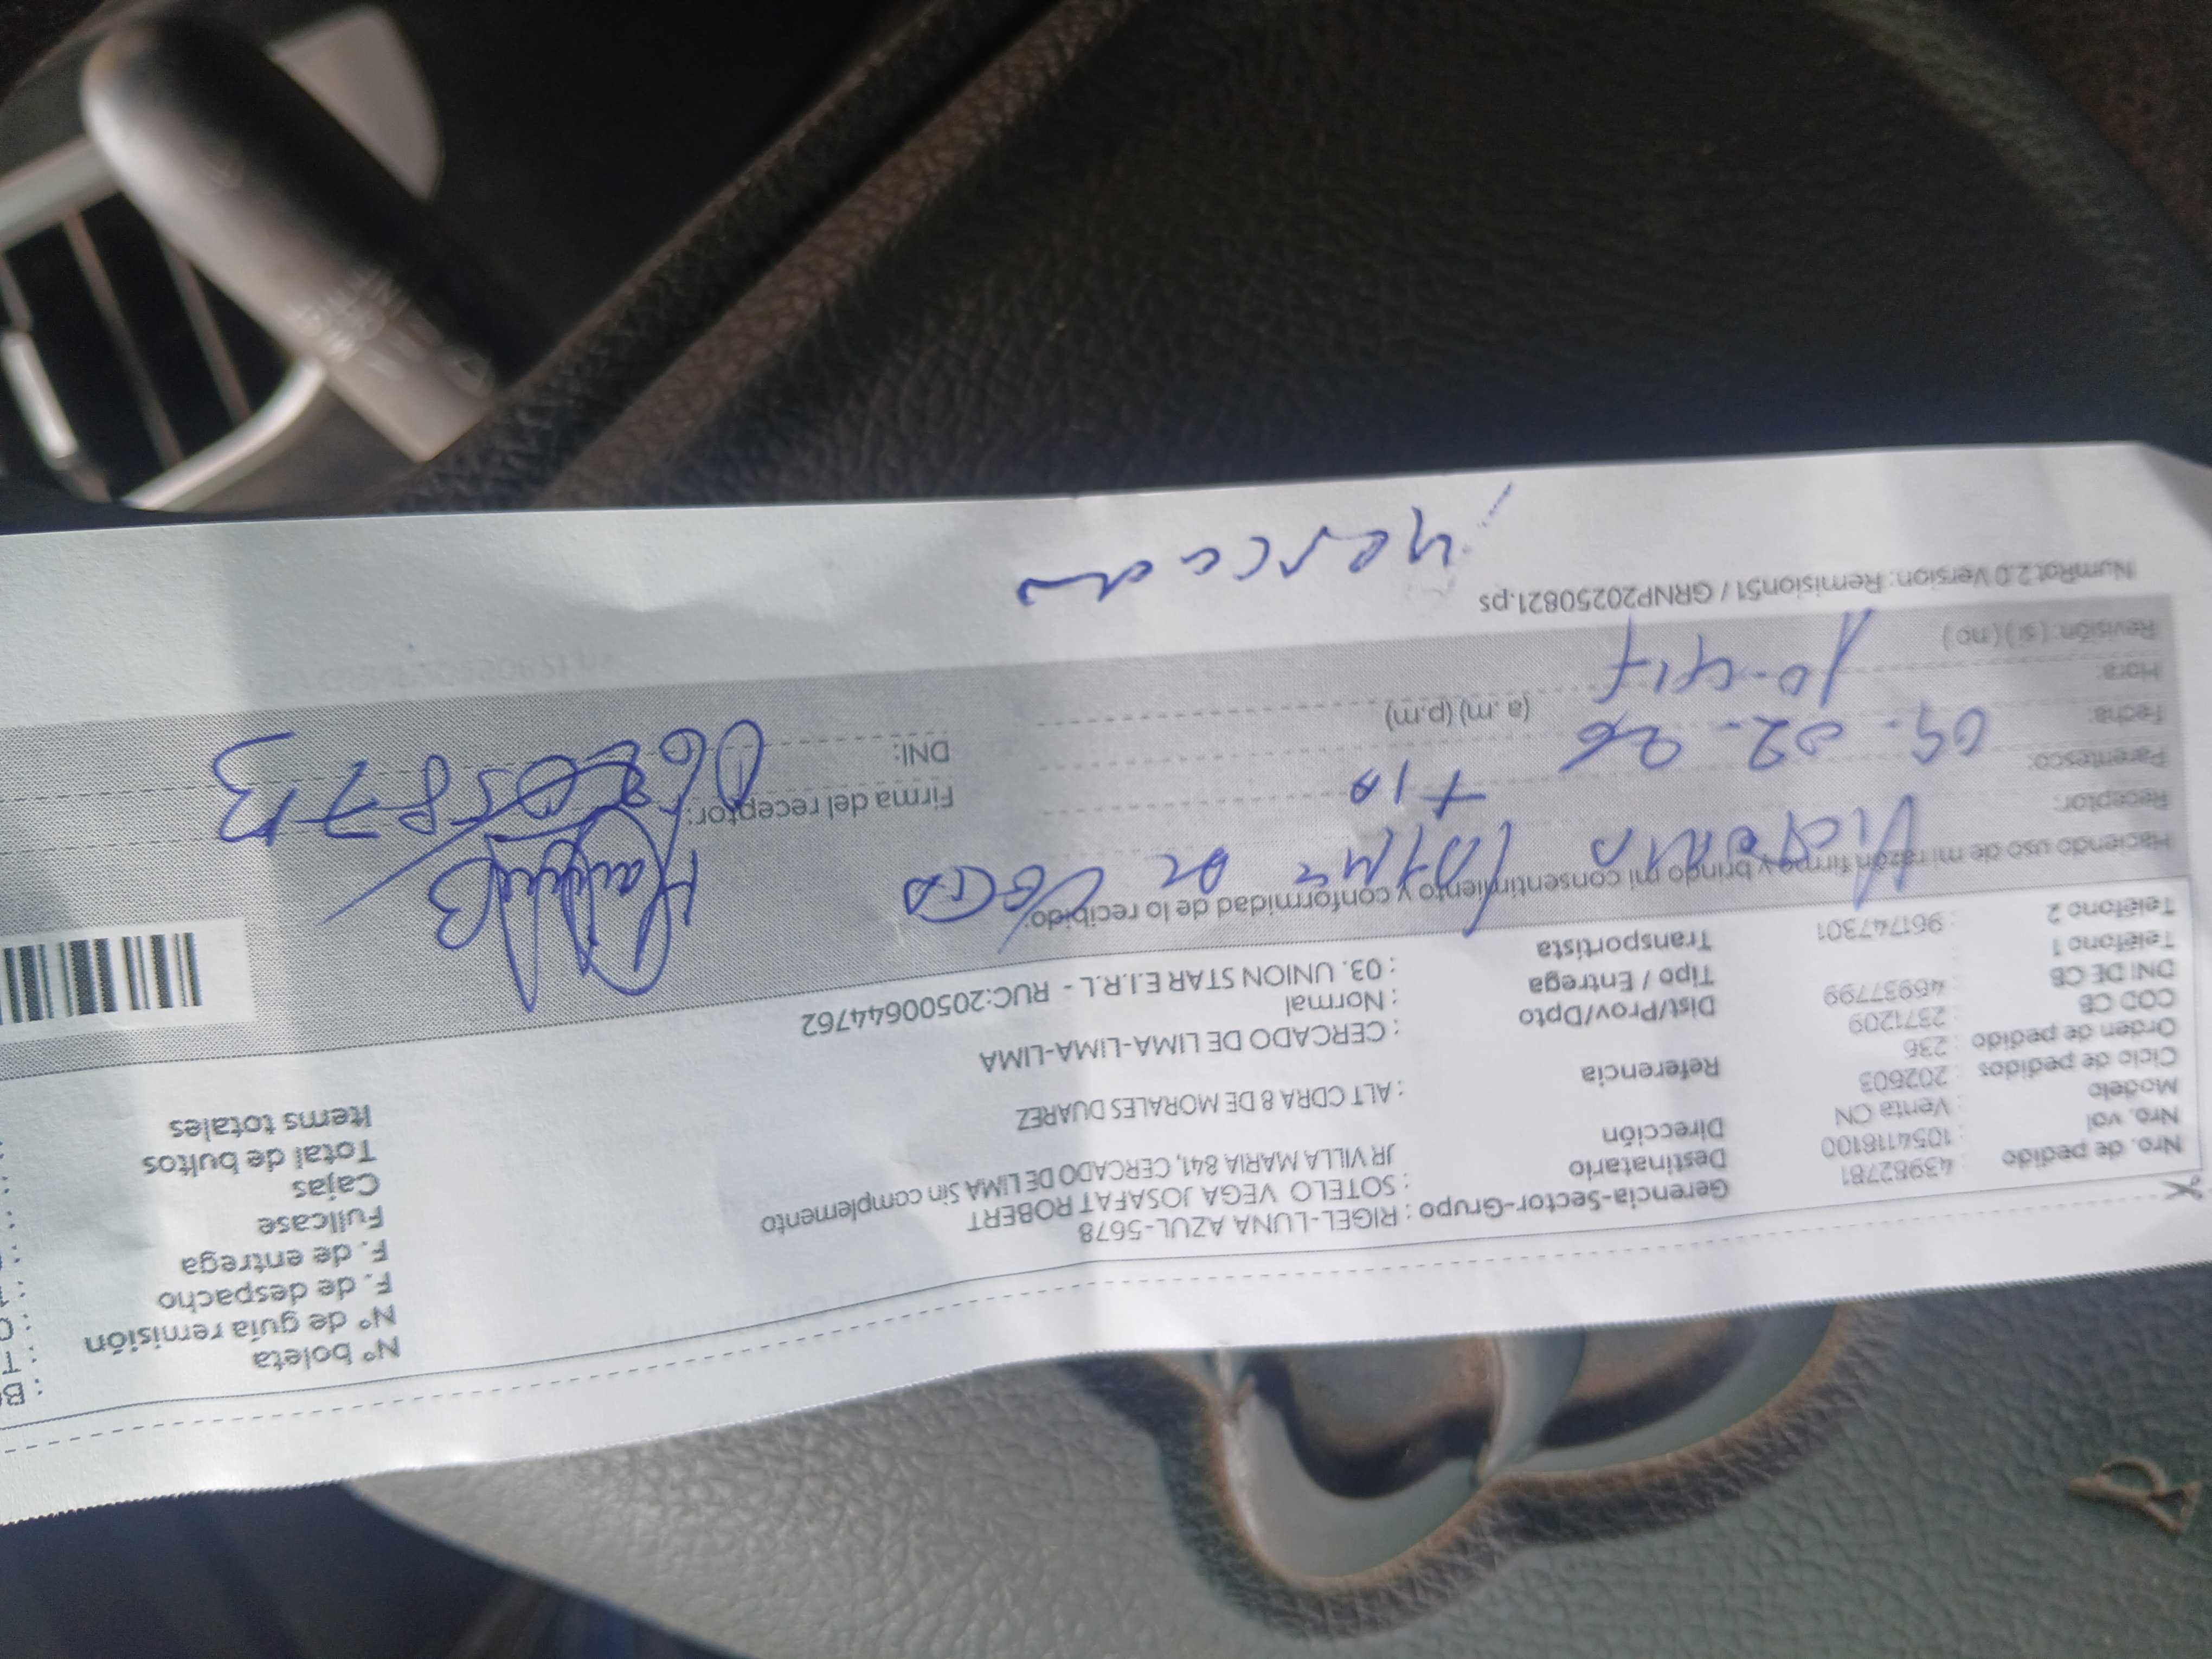 Nº boleta : B
Nº de guía remisión : T
F. de despacho
F. de entrega
Fullcase
Cajas
Total de bultos
Items totales
Nro. de pedido : 43982781
Nro. vol : 1054116100
Modelo : Venta CN
Ciclo de pedidos : 202603
Orden de pedido : 236
COD CB : 2371209
DNI DE CB : 46937799
Teléfono 1 :
Teléfono 2 : 961747301
Gerencia-Sector-Grupo : RIGEL-LUNA AZUL-5678
Destinatario : SOTELO VEGA JOSAFAT ROBERT
Dirección JR VILLA MARIA 841, CERCADO DE LIMA Sin complemento
Referencia : ALT CDRA 8 DE MORALES DUAREZ
Dist/Prov/Dpto : CERCADO DE LIMA-LIMA-LIMA
Tipo / Entrega : Normal
Transportista : 03. UNION STAR E.I.R.L - RUC:20500644762
Haciendo uso de mi razón firmo y brindo mi consentimiento y conformidad de lo recibido:
Receptor:
Parentesco: tia
Fecha: 09-02-26
Hora: (a.m) (p.m)
Revisión: (si) (no)
Firma del receptor:
DNI:
NumRot.2.0 Version: Remision51 / GRNP20250821.ps